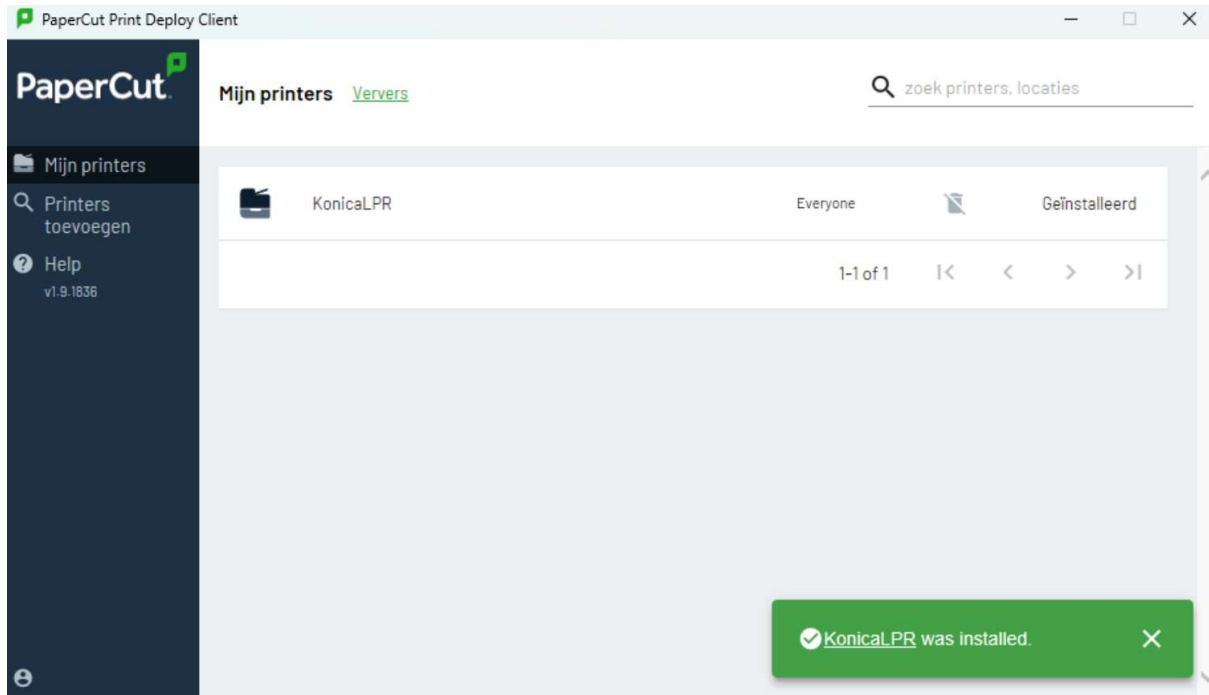 PaperCut Print Deploy Client
PaperCut
Mijn printers Ververs
zoek printers, locaties
Mijn printers
Printers
toevoegen
Help
v1.9.1836
KonicaLPR Everyone Geïnstalleerd
1-1 of 1
KonicaLPR was installed.